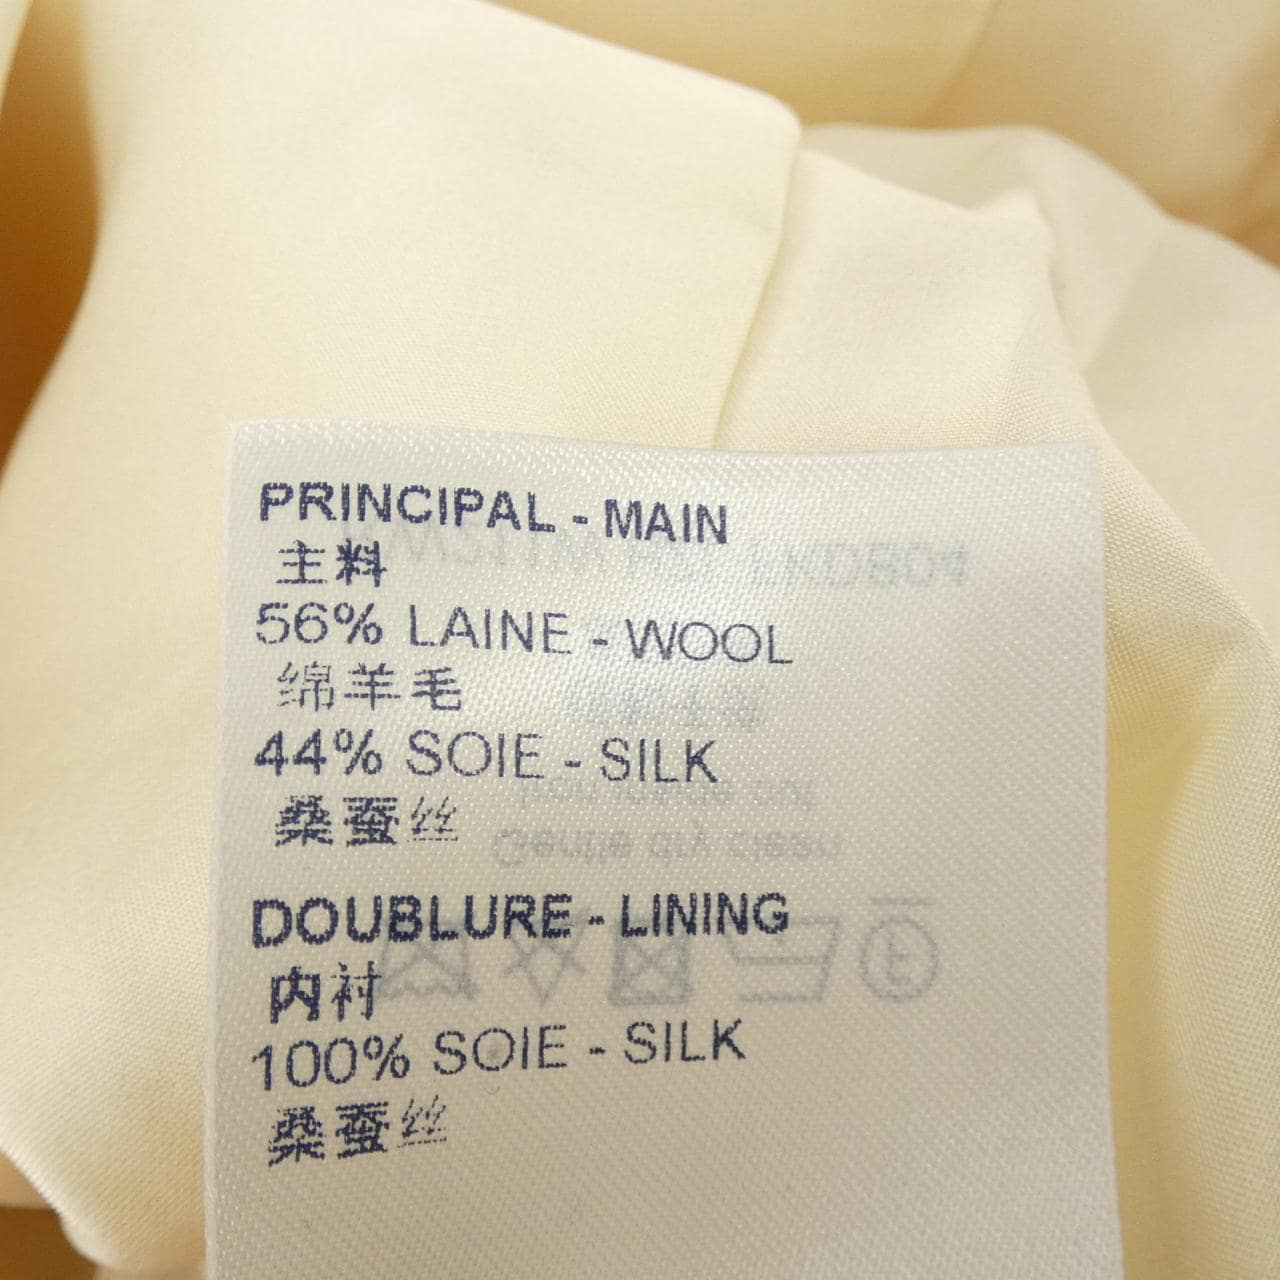 PRINCIPAL - MAIN
主料
56% LAINE - WOOL
绵羊毛
44% SOIE - SILK
桑蚕丝
DOUBLURE - LINING
内衬
100% SOIE - SILK
桑蚕丝